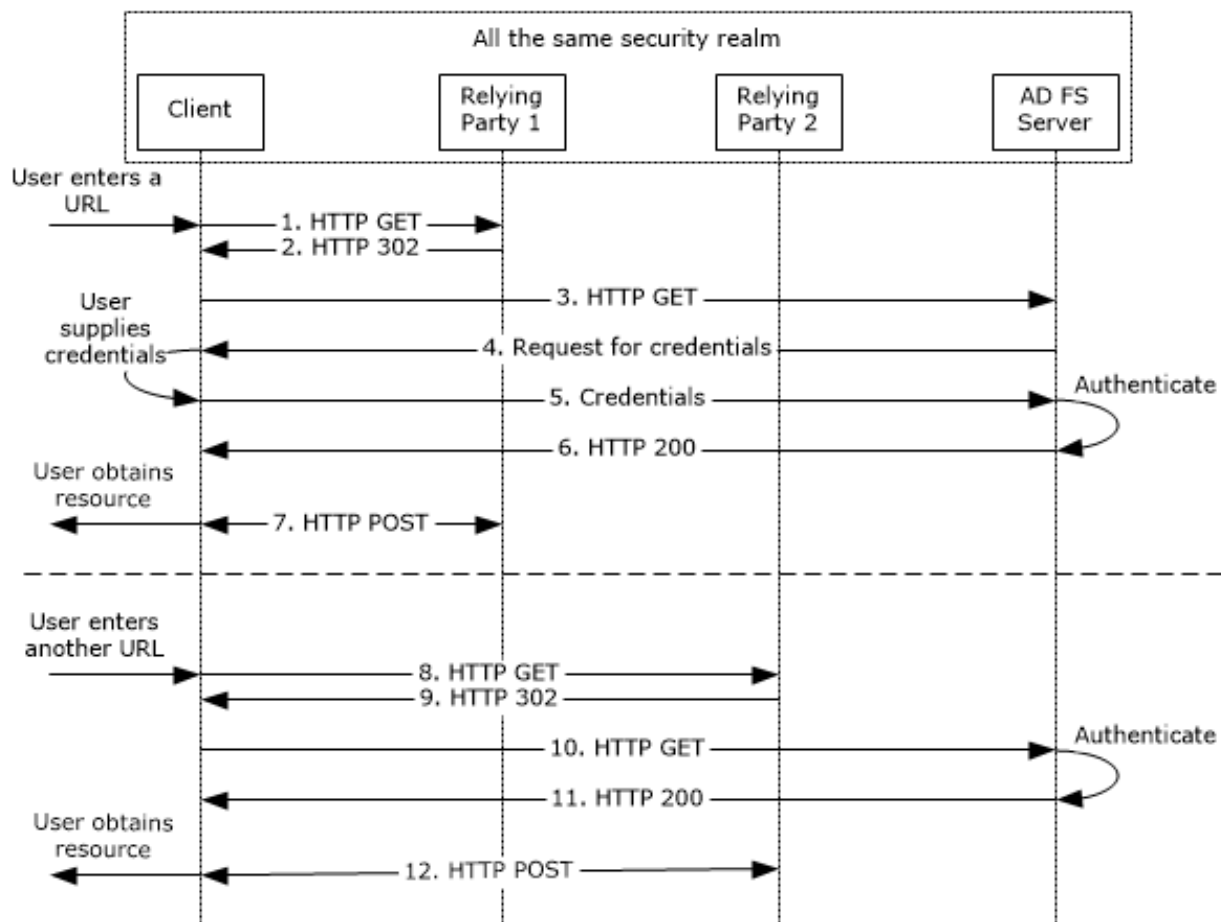 All the same security realm
Client
Relying
Party 1
Relying
Party 2
AD FS
Server
User enters a
URL
1. HTTP GET
2. HTTP 302
3. HTTP GET
User
supplies
credentials
4. Request for credentials
5. Credentials
Authenticate
6. HTTP 200
User obtains
resource
7. HTTP POST
User enters
another URL
8. HTTP GET
9. HTTP 302
10. HTTP GET
Authenticate
11. HTTP 200
User obtains
resource
12. HTTP POST